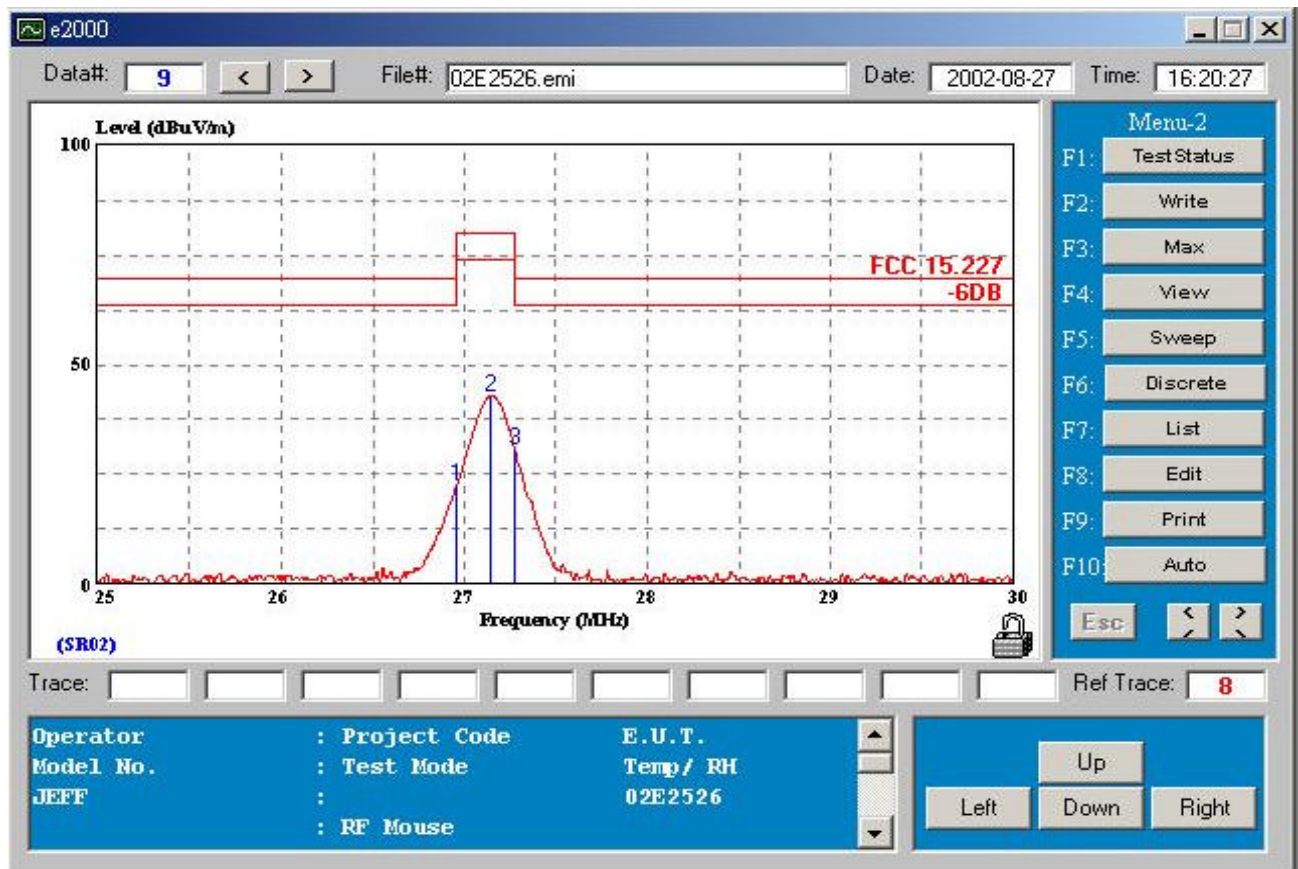 e2000
Data#: 9 < > File#: 02E2526.emi Date: 2002-08-27 Time: 16:20:27
Level (dBuV/m)
100
FCC 15.227
-6DB
50
2
3
1
0
25 26 27 28 29 30
Frequency (MHz)
(SR02)
Menu-2
F1: TestStatus
F2: Write
F3: Max
F4: View
F5: Sweep
F6: Discrete
F7: List
F8: Edit
F9: Print
F10: Auto
Esc < >
Trace: Ref Trace: 8
Operator : Project Code E.U.T.
Model No. : Test Mode Temp/ RH
JEFF : 02E2526
: RF Mouse
Up
Left Down Right